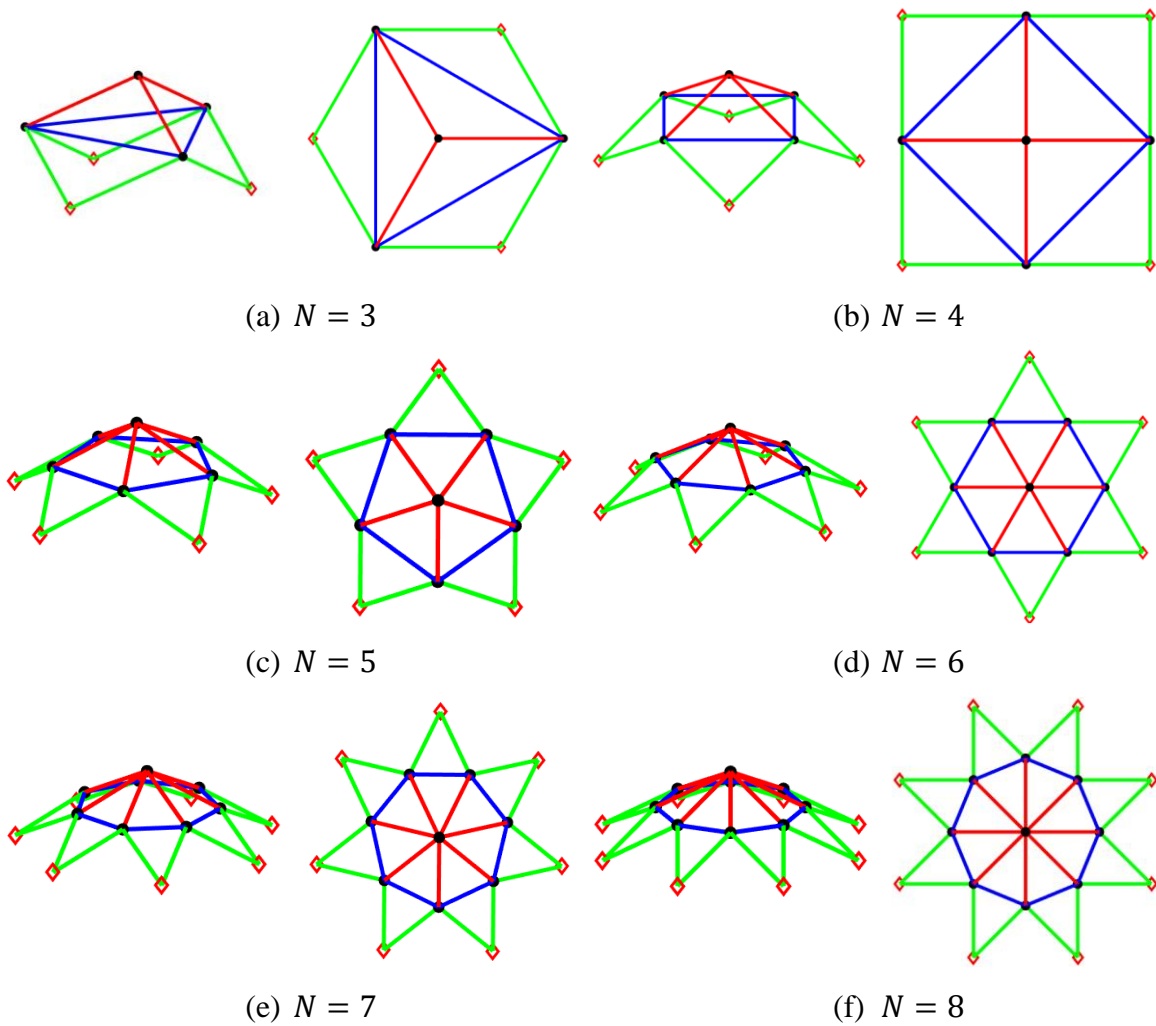 (a) N = 3
(b) N = 4
(c) N = 5
(d) N = 6
(e) N = 7
(f) N = 8